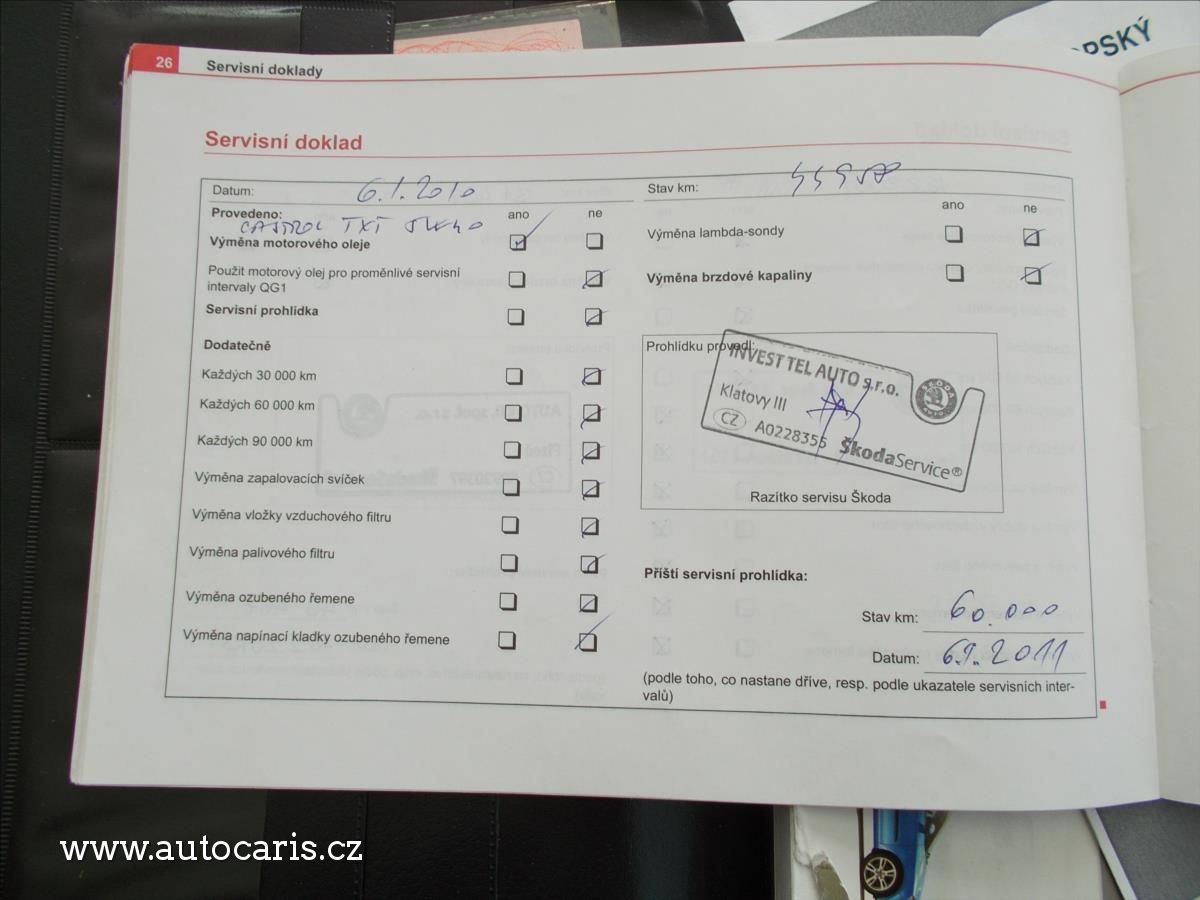 26 Servisní doklady
Servisní doklad
Datum: 6.1.2010
Stav km:
Provedeno: ano ne
CASTROL TXT
Výměna motorového oleje
Použit motorový olej pro proměnlivé servisní
intervaly QG1
Servisní prohlídka
Dodatečně
Každých 30 000 km
Každých 60 000 km
Každých 90 000 km
Výměna zapalovacích svíček
Výměna vložky vzduchového filtru
Výměna palivového filtru
Výměna ozubeného řemene
Výměna napínací kladky ozubeného řemene
ano ne
Výměna lambda-sondy
Výměna brzdové kapaliny
Prohlídku provedl:
INVEST TEL AUTO s.r.o.
Klatovy III
CZ A0228355 ŠkodaService®
Razítko servisu Škoda
Příští servisní prohlídka:
Stav km: 60.000
Datum: 6.1.2011
(podle toho, co nastane dříve, resp. podle ukazatele servisních inter-
valů)
www.autocaris.cz